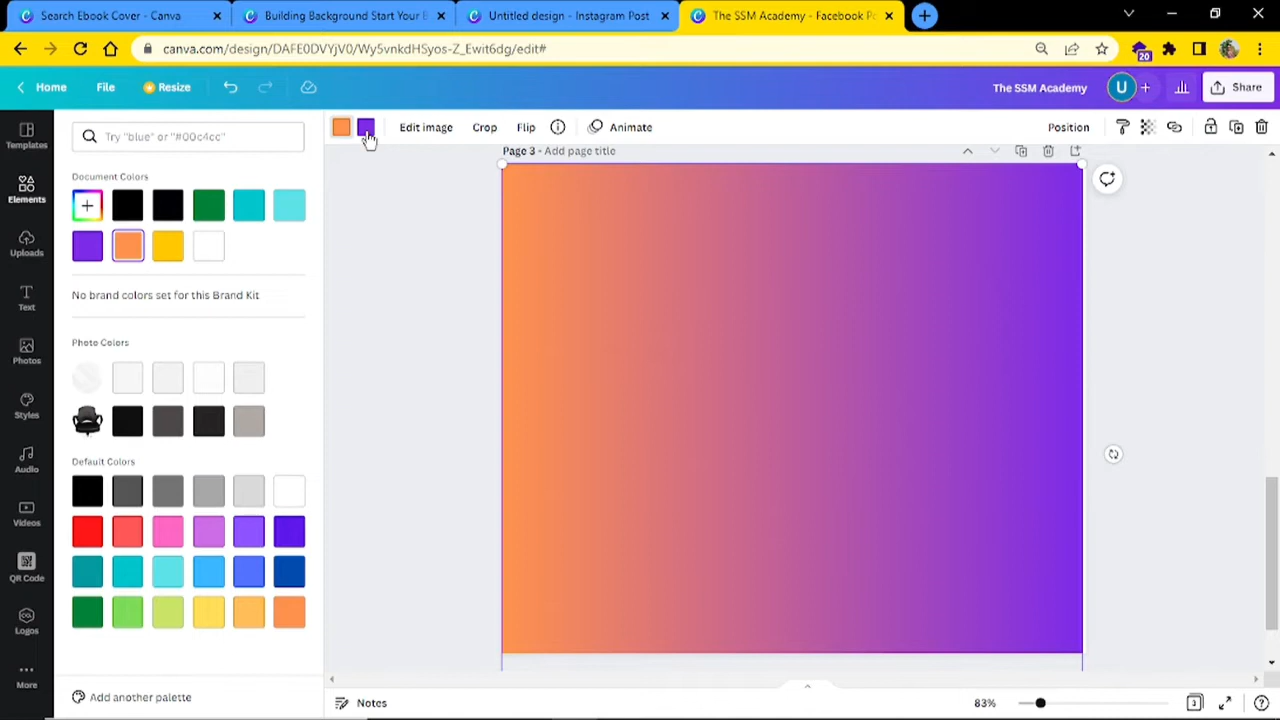 Search Ebook Cover - Canva
Building Background Start Your B
Untitled design - Instagram Post
The SSM Academy - Facebook Po
canva.com/design/DAFE0DVYjV0/Wy5vnkdHSyos-Z_Ewit6dg/edit#
20
Home
File
Resize
The SSM Academy
U
Share
Templates
Elements
Uploads
Text
Photos
Styles
Audio
Videos
QR Code
Logos
More
Try "blue" or "#00c4cc"
Document Colors
No brand colors set for this Brand Kit
Photo Colors
Default Colors
Add another palette
Edit image
Crop
Flip
Animate
Position
Page 3 - Add page title
Notes
83%
3